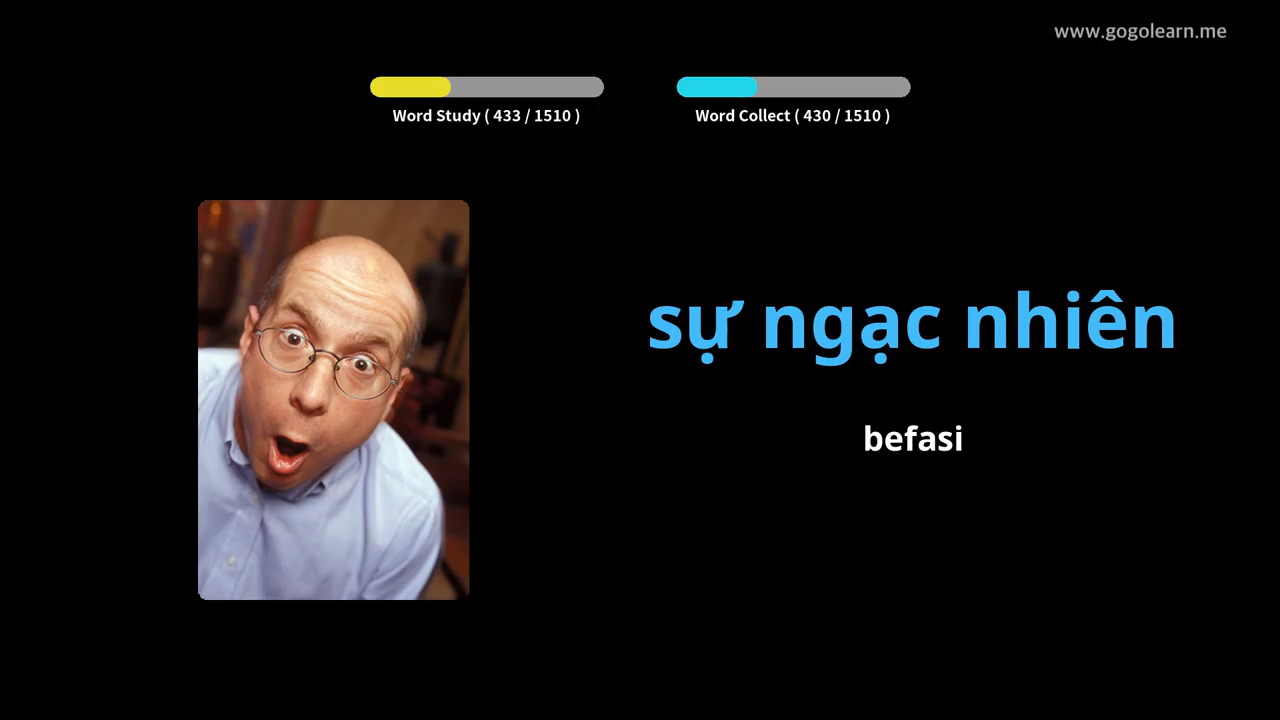 www.gogolearn.me
Word Study ( 433 / 1510 )
Word Collect ( 430 / 1510 )
sự ngạc nhiên
befasi